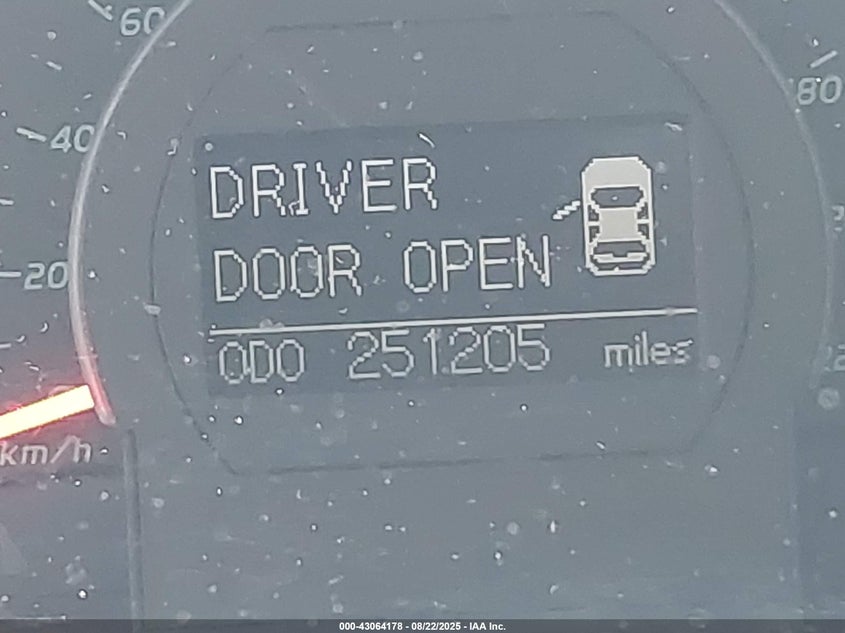 60
80
40
20
DRIVER
DOOR OPEN
ODO 251205 miles
km/h
000-43064178 - 08/22/2025 - IAA Inc.